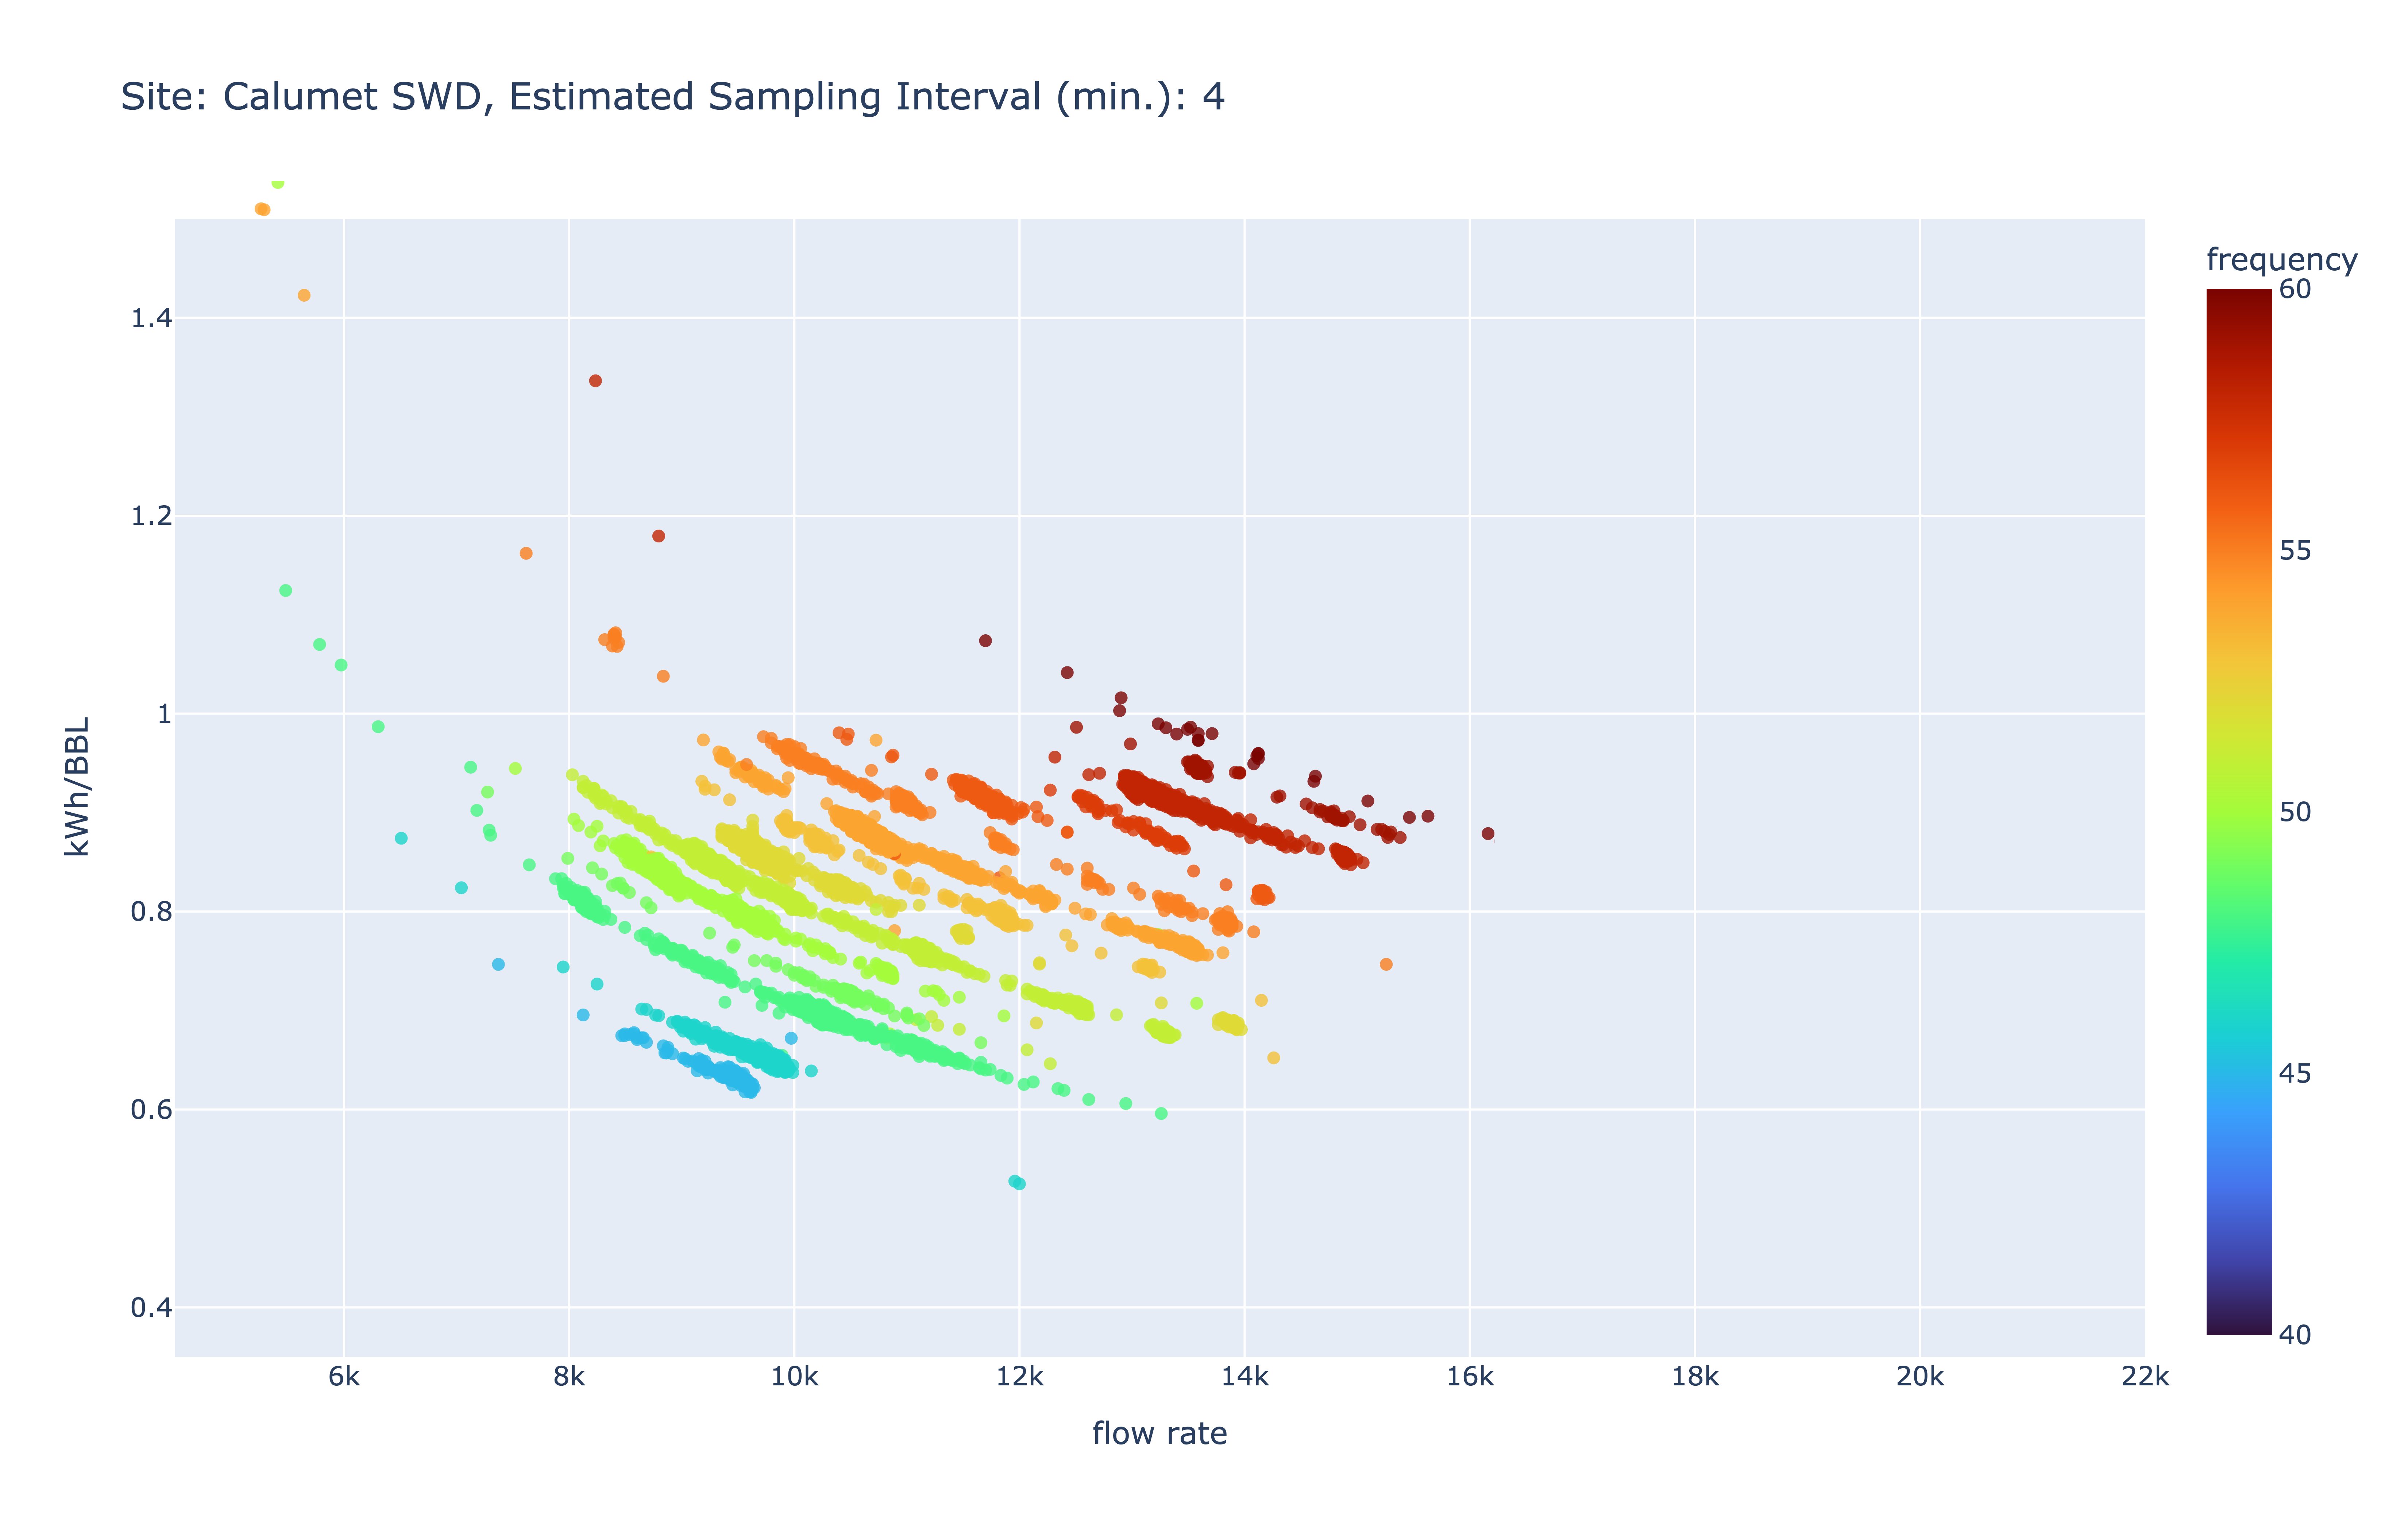 Site: Calumet SWD, Estimated Sampling Interval (min.): 4
frequency
60
55
50
45
40
kWh/BBL
1.4
1.2
1
0.8
0.6
0.4
6k 8k 10k 12k 14k 16k 18k 20k 22k
flow rate